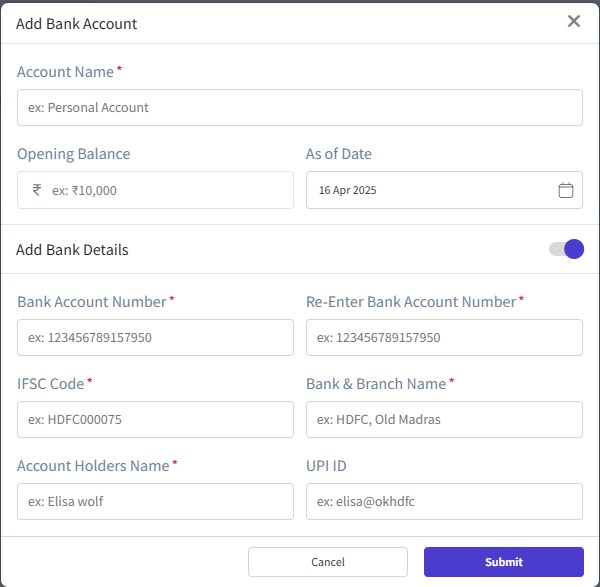 Add Bank Account
Account Name *
ex: Personal Account
Opening Balance
As of Date
₹ ex: ₹10,000
16 Apr 2025
Add Bank Details
Bank Account Number *
Re-Enter Bank Account Number *
ex: 123456789157950
ex: 123456789157950
IFSC Code *
Bank & Branch Name *
ex: HDFC000075
ex: HDFC, Old Madras
Account Holders Name *
UPI ID
ex: Elisa wolf
ex: elisa@okhdfc
Cancel
Submit